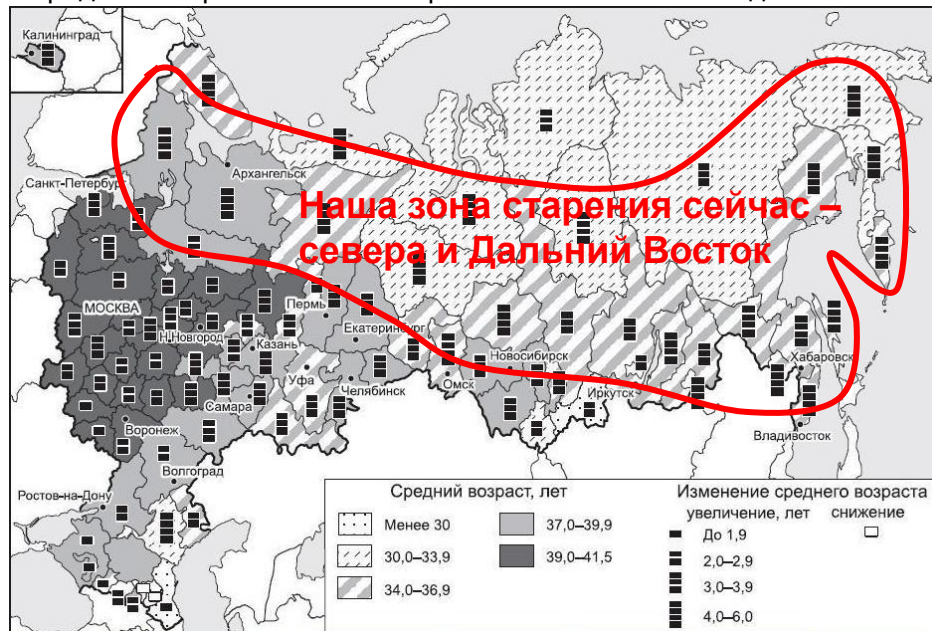 Калининград
Санкт-Петербург
Архангельск
Наша зона старения сейчас –
севера и Дальний Восток
МОСКВА
Н.Новгород
Пермь
Казань
Екатеринбург
Уфа
Самара
Челябинск
Омск
Новосибирск
Иркутск
Хабаровск
Владивосток
Воронеж
Волгоград
Ростов-на-Дону
Средний возраст, лет
Менее 30
30,0–33,9
34,0–36,9
37,0–39,9
39,0–41,5
Изменение среднего возраста
увеличение, лет
снижение
До 1,9
2,0–2,9
3,0–3,9
4,0–6,0